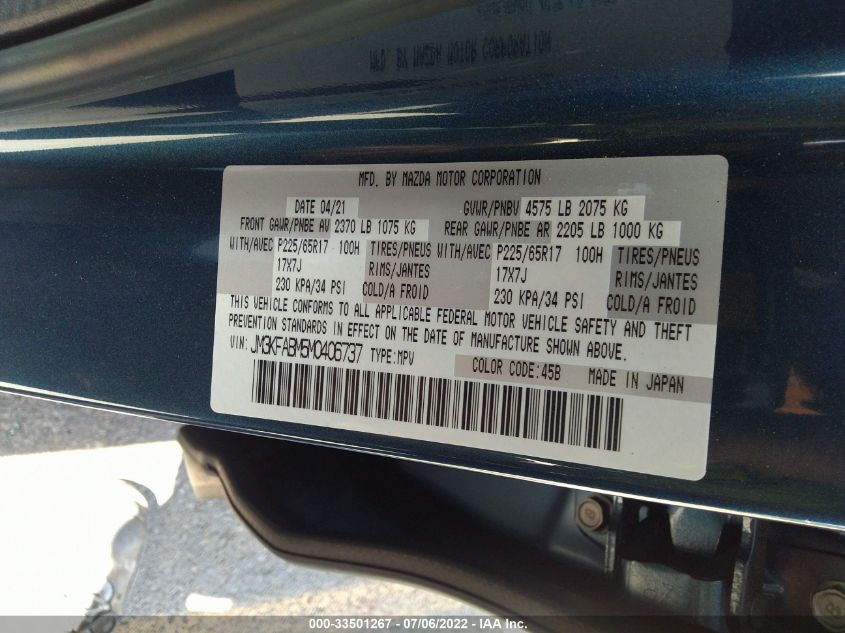 MFD. BY MAZDA MOTOR CORPORATION
MFD. BY MAZDA MOTOR CORPORATION
DATE 04/21 GVWR/PNBV 4575 LB 2075 KG
FRONT GAWR/PNBE AV 2370 LB 1075 KG REAR GAWR/PNBE AR 2205 LB 1000 KG
WITH/AVEC P225/65R17 100H TIRES/PNEUS WITH/AVEC P225/65R17 100H TIRES/PNEUS
17X7J RIMS/JANTES 17X7J RIMS/JANTES
230 KPA/34 PSI COLD/A FROID 230 KPA/34 PSI COLD/A FROID
THIS VEHICLE CONFORMS TO ALL APPLICABLE FEDERAL MOTOR VEHICLE SAFETY AND THEFT
PREVENTION STANDARDS IN EFFECT ON THE DATE OF MANUFACTURE SHOWN ABOVE.
VIN: JM3KFABM5M0406737 TYPE:MPV
COLOR CODE:45B MADE IN JAPAN
000-33501267 - 07/06/2022 - IAA Inc.